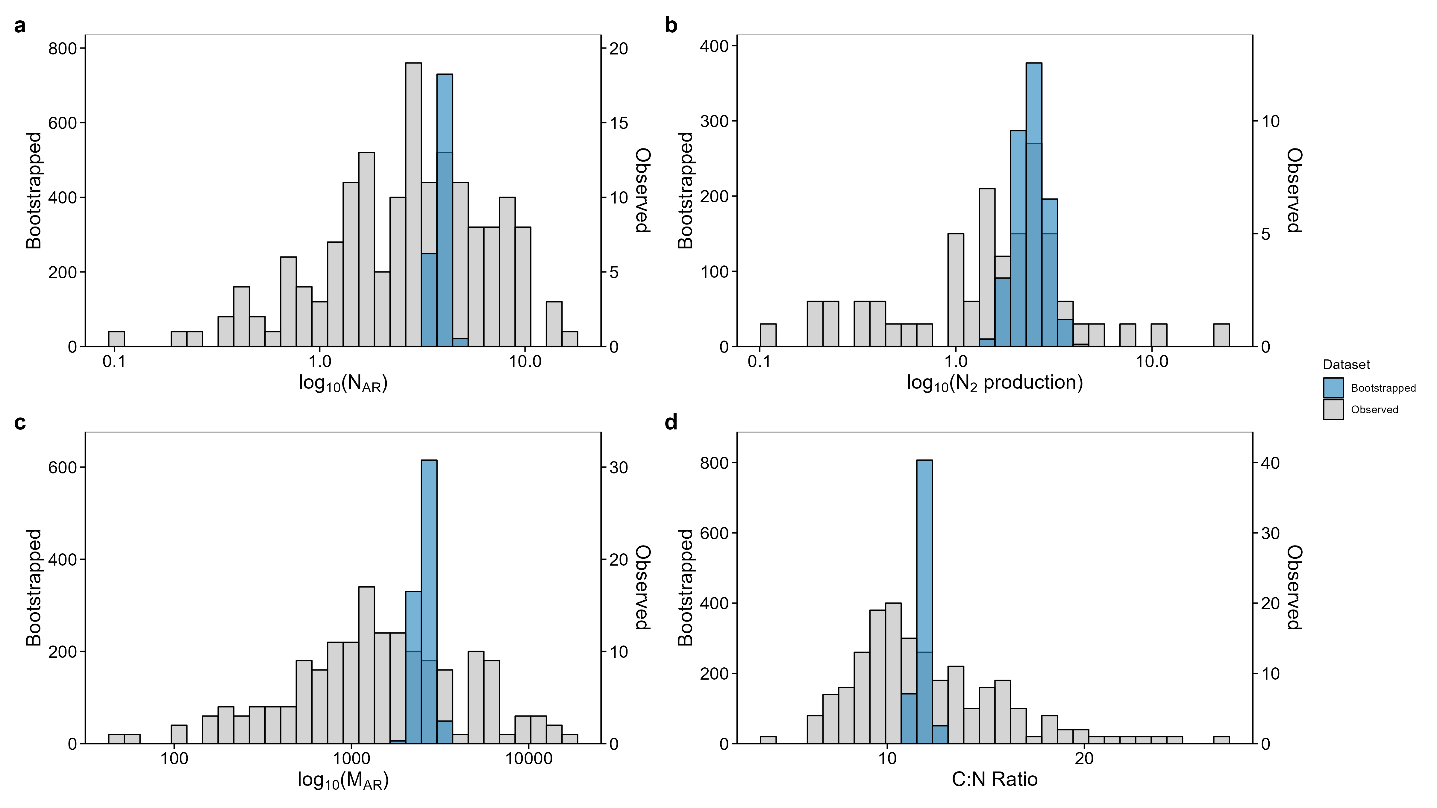 a
800
600
400
200
0
Bootstrapped
20
15
10
5
0
Observed
0.1 1.0 10.0
log10(NAR)
b
400
300
200
100
0
Bootstrapped
10
5
0
Observed
0.1 1.0 10.0
log10(N2 production)
c
600
400
200
0
Bootstrapped
30
20
10
0
Observed
100 1000 10000
log10(MAR)
d
800
600
400
200
0
Bootstrapped
40
30
20
10
0
Observed
10 20
C:N Ratio
Dataset
Bootstrapped
Observed